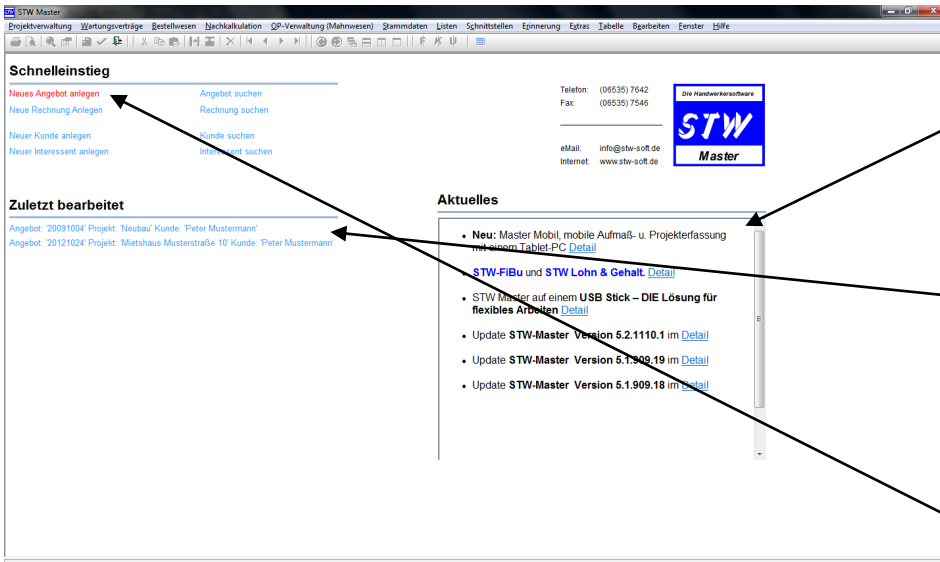 STW Master
Projektverwaltung Wartungsverträge Bestellwesen Nachkalkulation OP-Verwaltung (Mahnwesen) Stammdaten Listen Schnittstellen Erinnerung Extras Tabelle Bearbeiten Fenster Hilfe
Schnelleinstieg
Neues Angebot anlegen Angebot suchen
Neue Rechnung Anlegen Rechnung suchen
Neuer Kunde anlegen Kunde suchen
Neuer Interessent anlegen Interessent suchen
Telefon: (06535) 7642
Fax: (06535) 7546
eMail: info@stw-soft.de
Internet: www.stw-soft.de
Die Handwerkersoftware
STW
Master
Zuletzt bearbeitet
Angebot: '20091004' Projekt: 'Neubau' Kunde: 'Peter Mustermann'
Angebot: '20121024' Projekt: 'Mietshaus Musterstraße 10' Kunde: 'Peter Mustermann'
Aktuelles
• Neu: Master Mobil, mobile Aufmaß- u. Projekterfassung
mit einem Tablet-PC Detail
• STW-FiBu und STW Lohn & Gehalt. Detail
• STW Master auf einem USB Stick – DIE Lösung für
flexibles Arbeiten Detail
• Update STW-Master Version 5.2.1110.1 im Detail
• Update STW-Master Version 5.1.909.19 im Detail
• Update STW-Master Version 5.1.909.18 im Detail